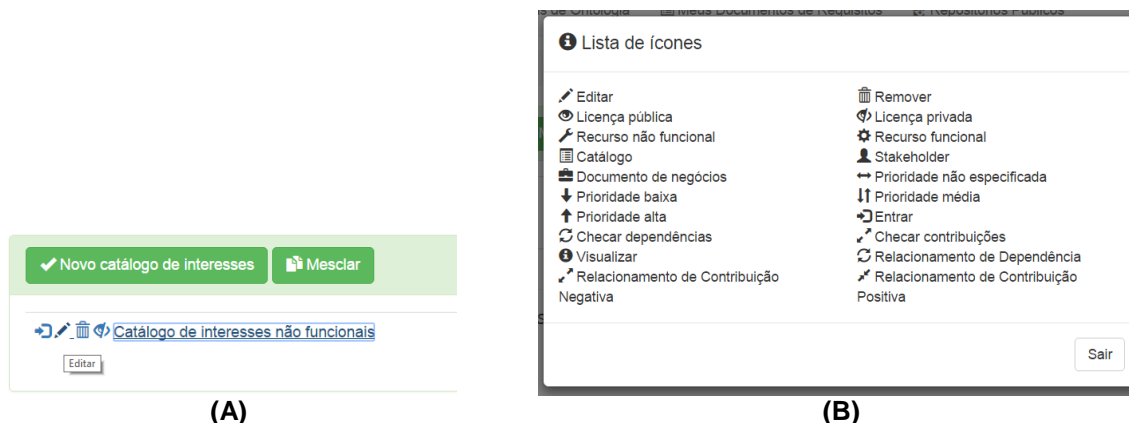 s de Ontologia Meus Documentos de Requisitos Repositórios Públicos
Lista de ícones
Editar
Licença pública
Recurso não funcional
Catálogo
Documento de negócios
Prioridade baixa
Prioridade alta
Checar dependências
Visualizar
Relacionamento de Contribuição
Negativa
Remover
Licença privada
Recurso funcional
Stakeholder
Prioridade não especificada
Prioridade média
Entrar
Checar contribuições
Relacionamento de Dependência
Relacionamento de Contribuição
Positiva
Sair
Novo catálogo de interesses Mesclar
Catálogo de interesses não funcionais
Editar
(A) (B)